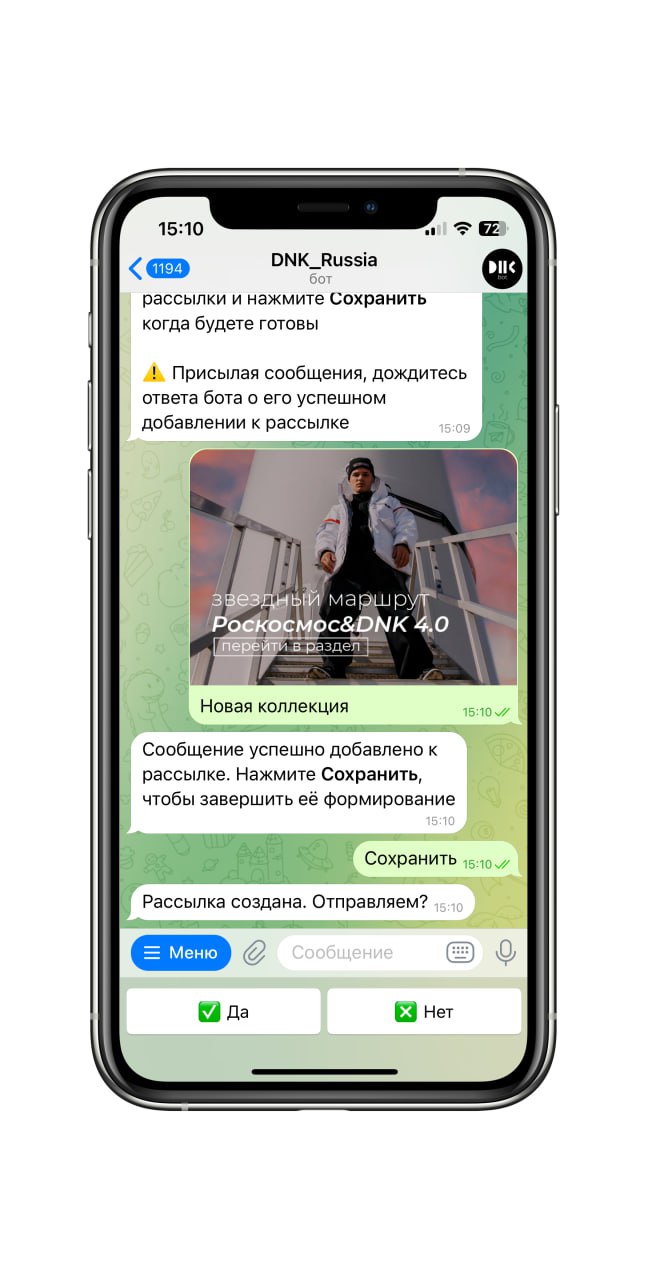 15:10
72
1194
DNK_Russia
бот
DNK
bot
рассылки и нажмите Сохранить
когда будете готовы
⚠️ Присылая сообщения, дождитесь
ответа бота о его успешном
добавлении к рассылке
15:09
звездный маршрут
Роскосмос&DNK 4.0
перейти в раздел
Новая коллекция
15:10
Сообщение успешно добавлено к
рассылке. Нажмите Сохранить,
чтобы завершить её формирование
15:10
Сохранить 15:10
Рассылка создана. Отправляем? 15:10
Меню
Сообщение
✅ Да
❎ Нет